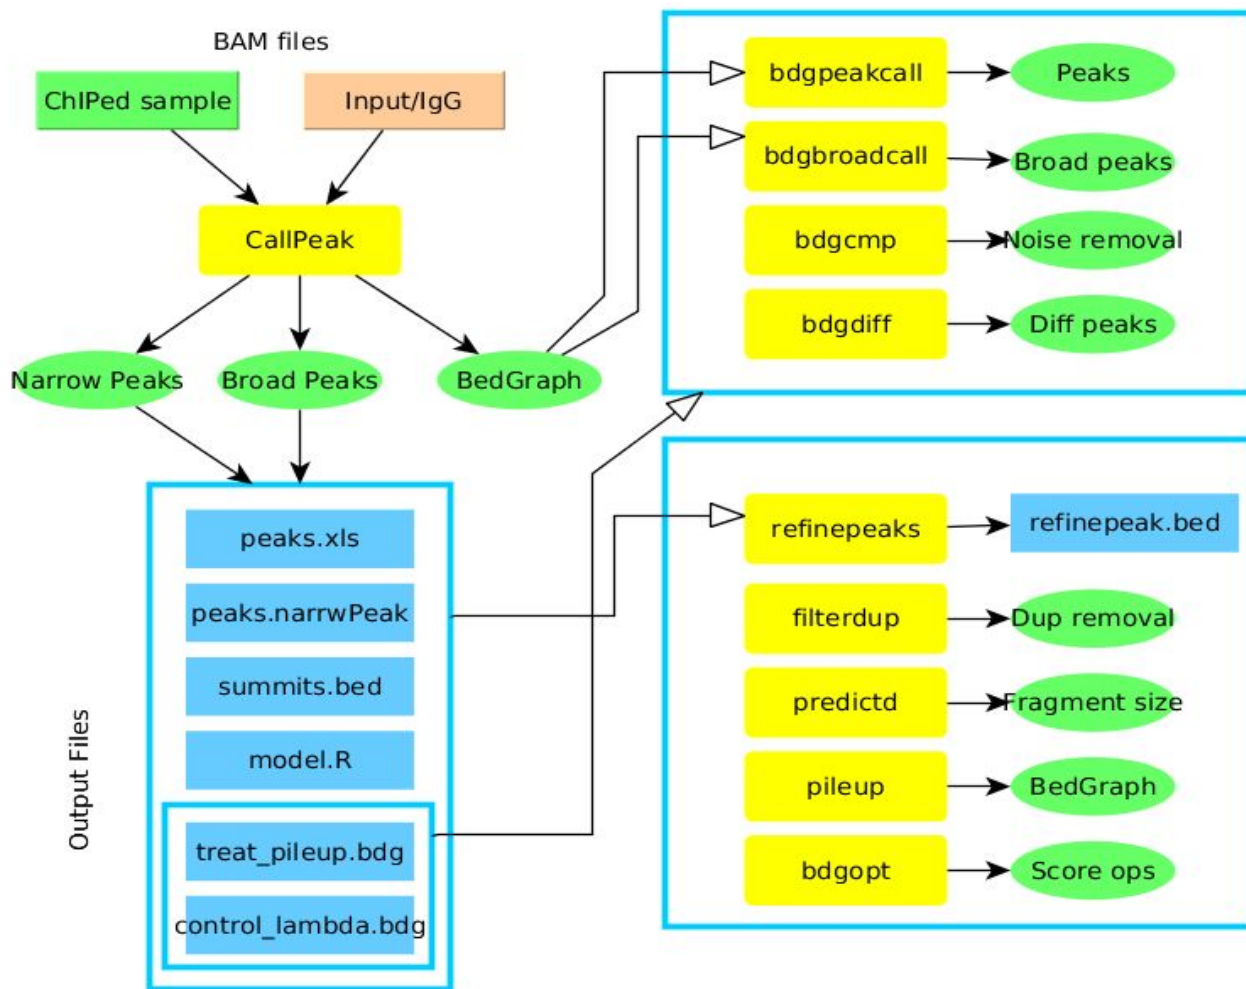 BAM files
ChIPed sample
Input/IgG
CallPeak
Narrow Peaks
Broad Peaks
BedGraph
Output Files
peaks.xls
peaks.narrwPeak
summits.bed
model.R
treat_pileup.bdg
control_lambda.bdg
bdgpeakcall
Peaks
bdgbroadcall
Broad peaks
bdgcmp
Noise removal
bdgdiff
Diff peaks
refinepeaks
refinepeak.bed
filterdup
Dup removal
predictd
Fragment size
pileup
BedGraph
bdgopt
Score ops